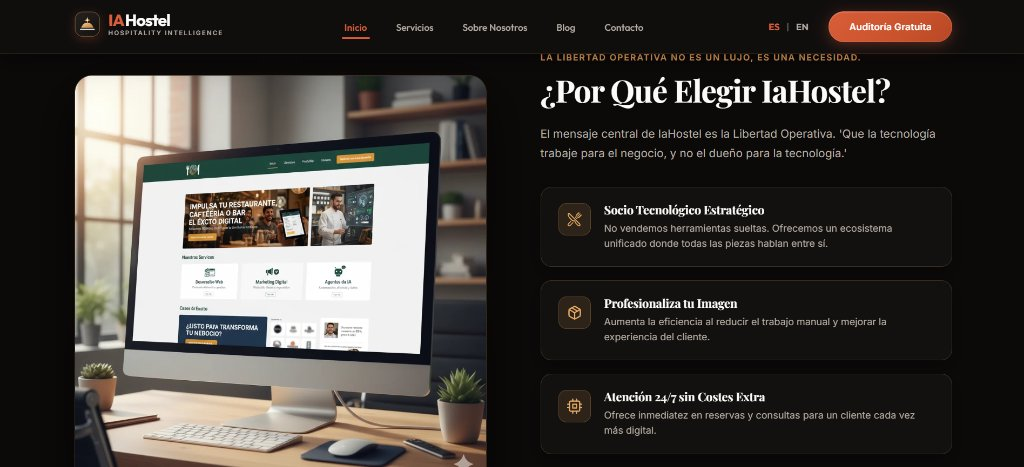 IAHostel
HOSPITALITY INTELLIGENCE
Inicio
Servicios
Sobre Nosotros
Blog
Contacto
ES | EN
Auditoría Gratuita
LA LIBERTAD OPERATIVA NO ES UN LUJO, ES UNA NECESIDAD.
¿Por Qué Elegir IaHostel?
El mensaje central de IaHostel es la Libertad Operativa. 'Que la tecnología
trabaje para el negocio, y no el dueño para la tecnología.'
Socio Tecnológico Estratégico
No vendemos herramientas sueltas. Ofrecemos un ecosistema
unificado donde todas las piezas hablan entre sí.
Profesionaliza tu Imagen
Aumenta la eficiencia al reducir el trabajo manual y mejorar la
experiencia del cliente.
Atención 24/7 sin Costes Extra
Ofrece inmediatez en reservas y consultas para un cliente cada vez
más digital.
IMPULSA TU RESTAURANTE,
CAFTÉERÍA O BAR
EL ÉXCTO DIGITAL
Nuestros Servicios
Desarrollo Web
Marketing Digital
Agentes de IA
Casos de Éxito
¿LISTO PARA TRANSFORMA
TU NEGOCIO?